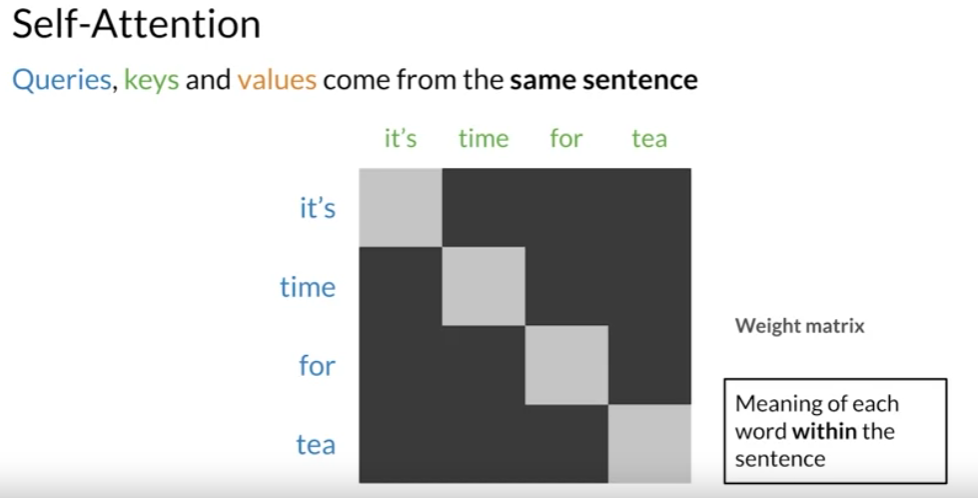 Self-Attention
Queries, keys and values come from the same sentence
it's time for tea
it's
time
for
tea
Weight matrix
Meaning of each
word within the
sentence